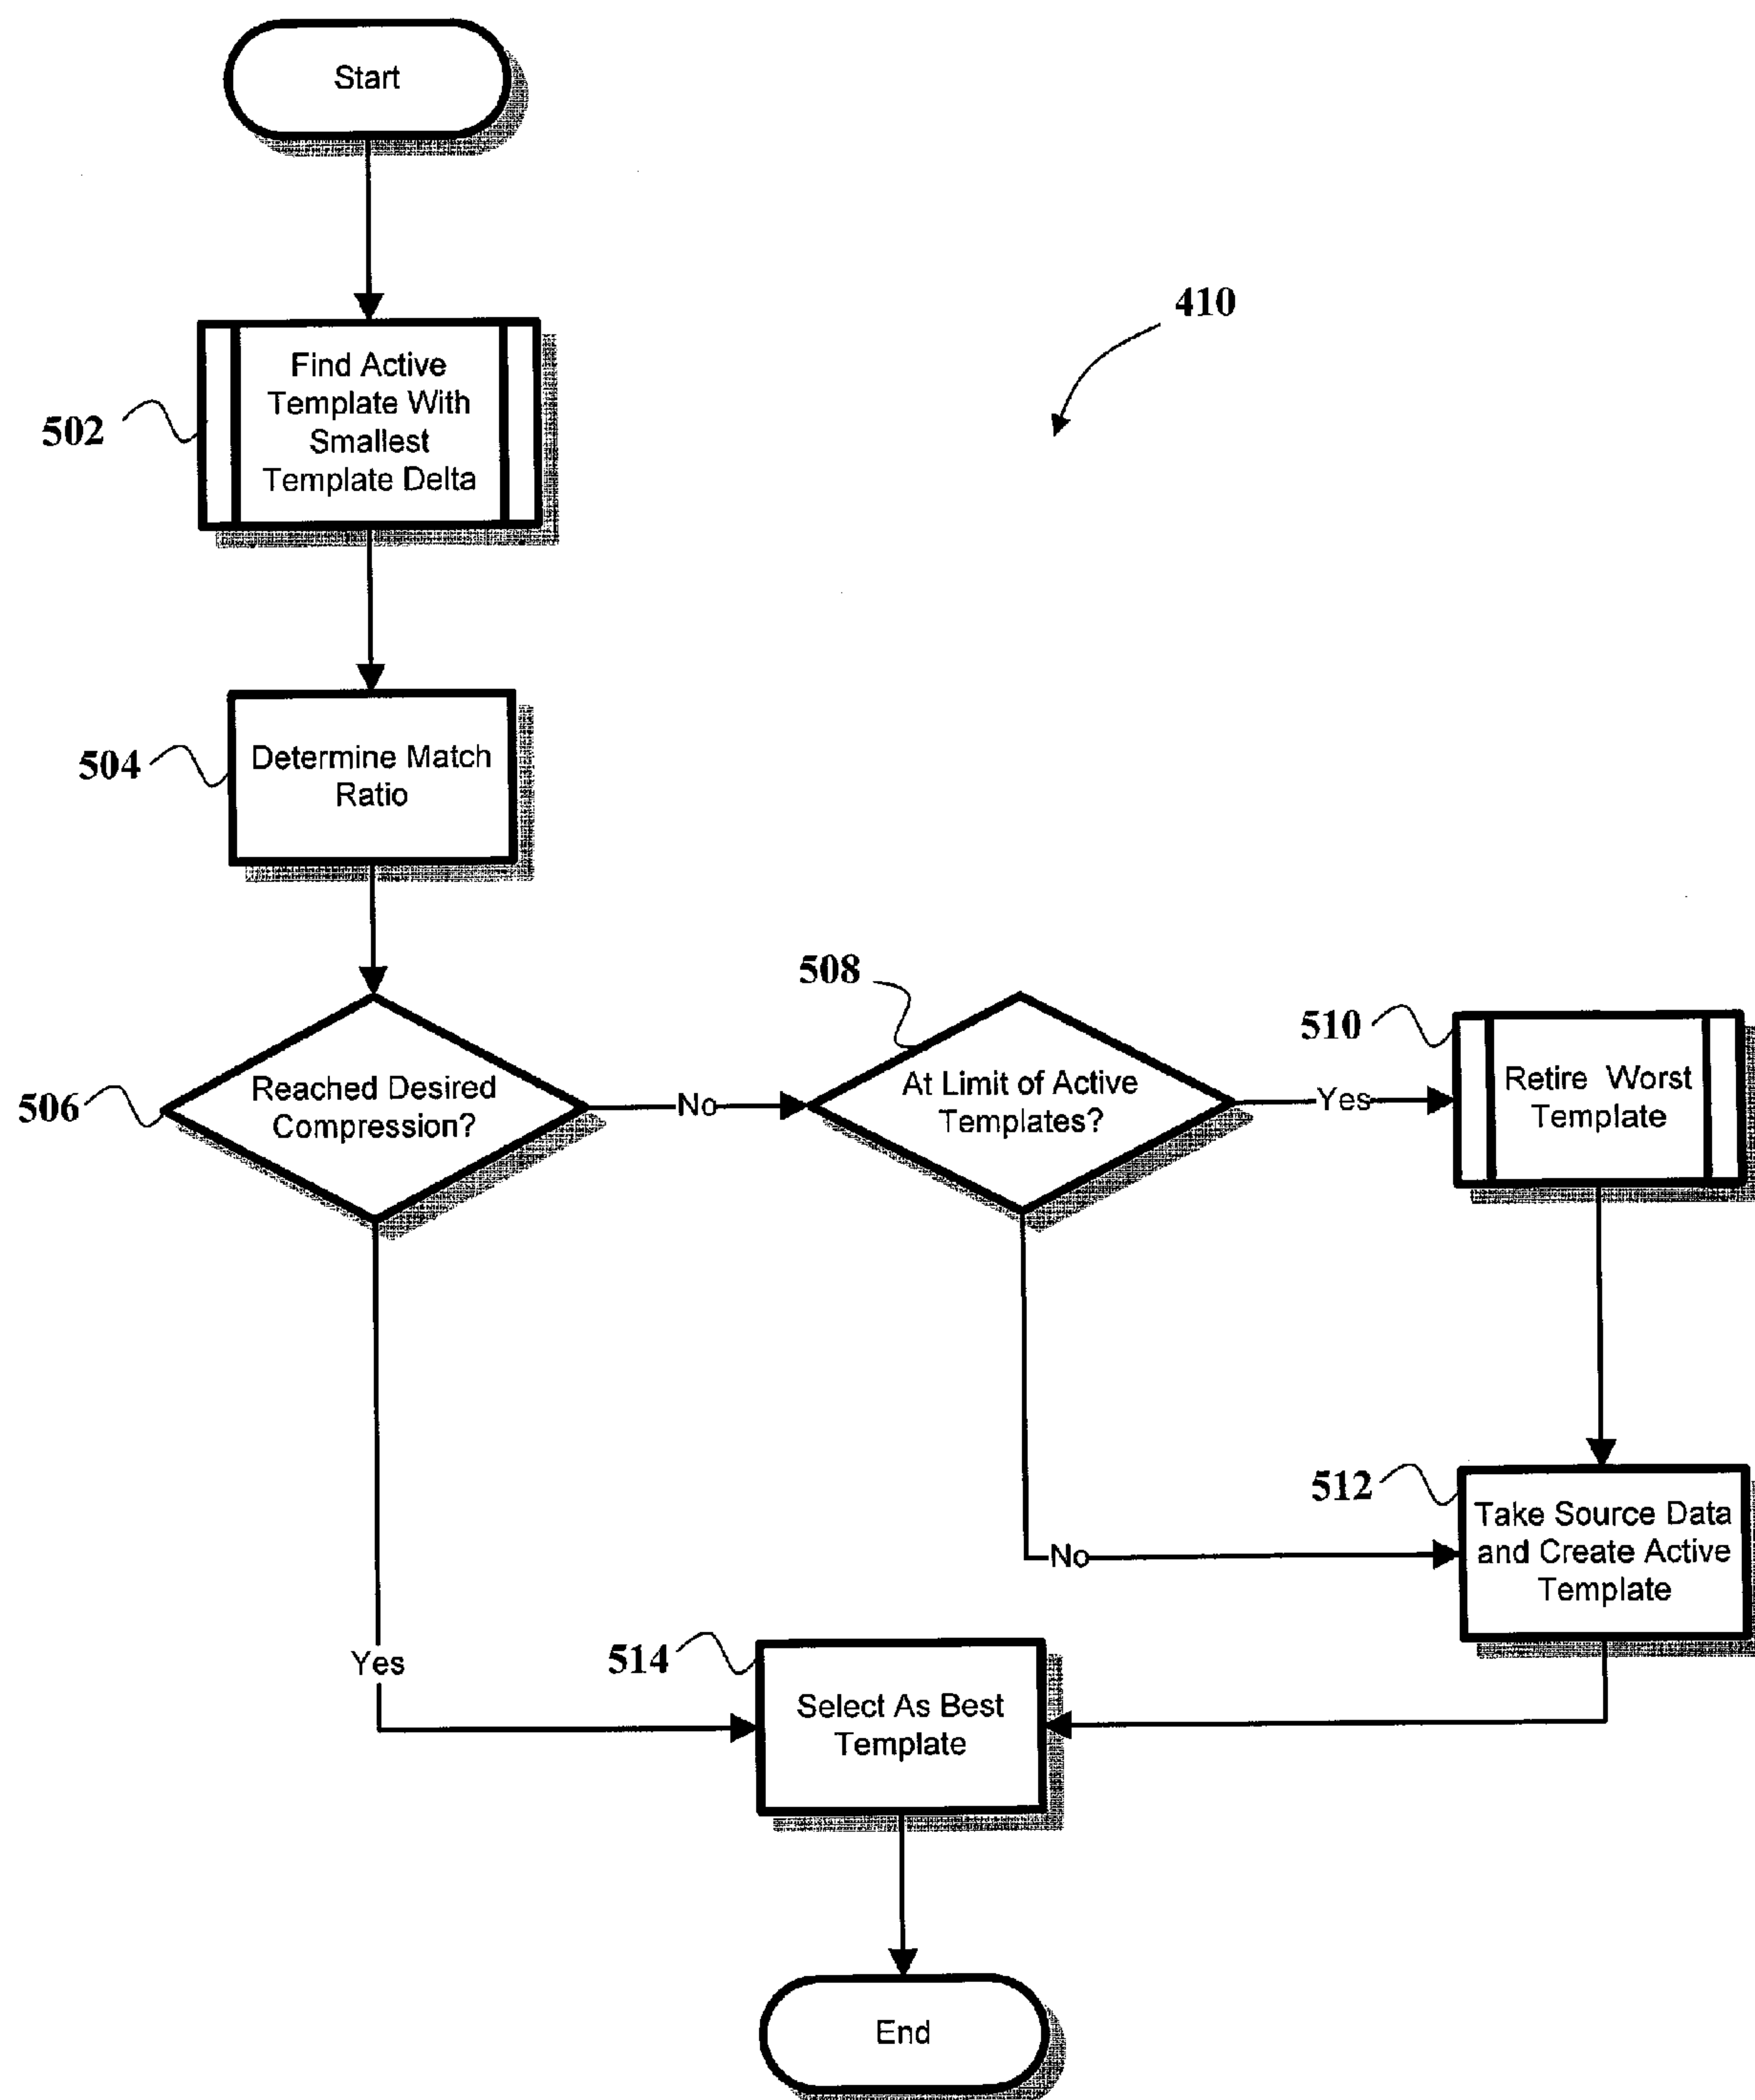 Start
410
502
Find Active
Template With
Smallest
Template Delta
504
Determine Match
Ratio
506
Reached Desired
Compression?
No
508
At Limit of Active
Templates?
Yes
510
Retire Worst
Template
No
512
Take Source Data
and Create Active
Template
Yes
514
Select As Best
Template
End